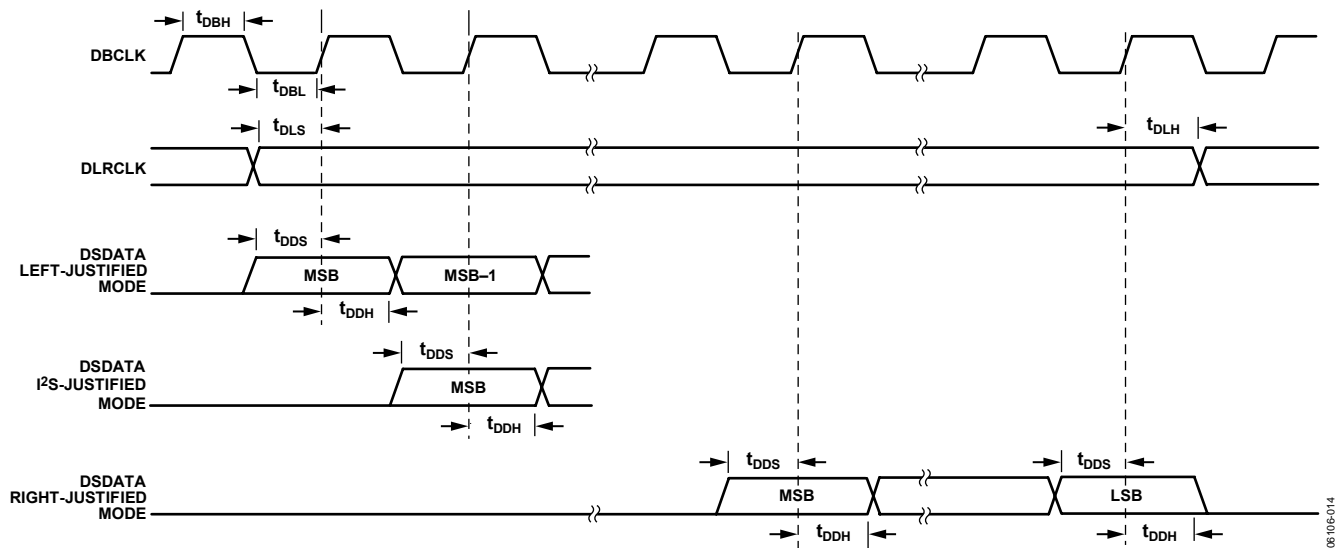 tDBH
DBCLK
tDBL
tDLS
tDLH
DLRCLK
DSDATA
LEFT-JUSTIFIED
MODE
tDDS
MSB
MSB–1
tDDH
DSDATA
I²S-JUSTIFIED
MODE
tDDS
MSB
tDDH
DSDATA
RIGHT-JUSTIFIED
MODE
tDDS
MSB
tDDH
tDDS
LSB
tDDH
06106-014